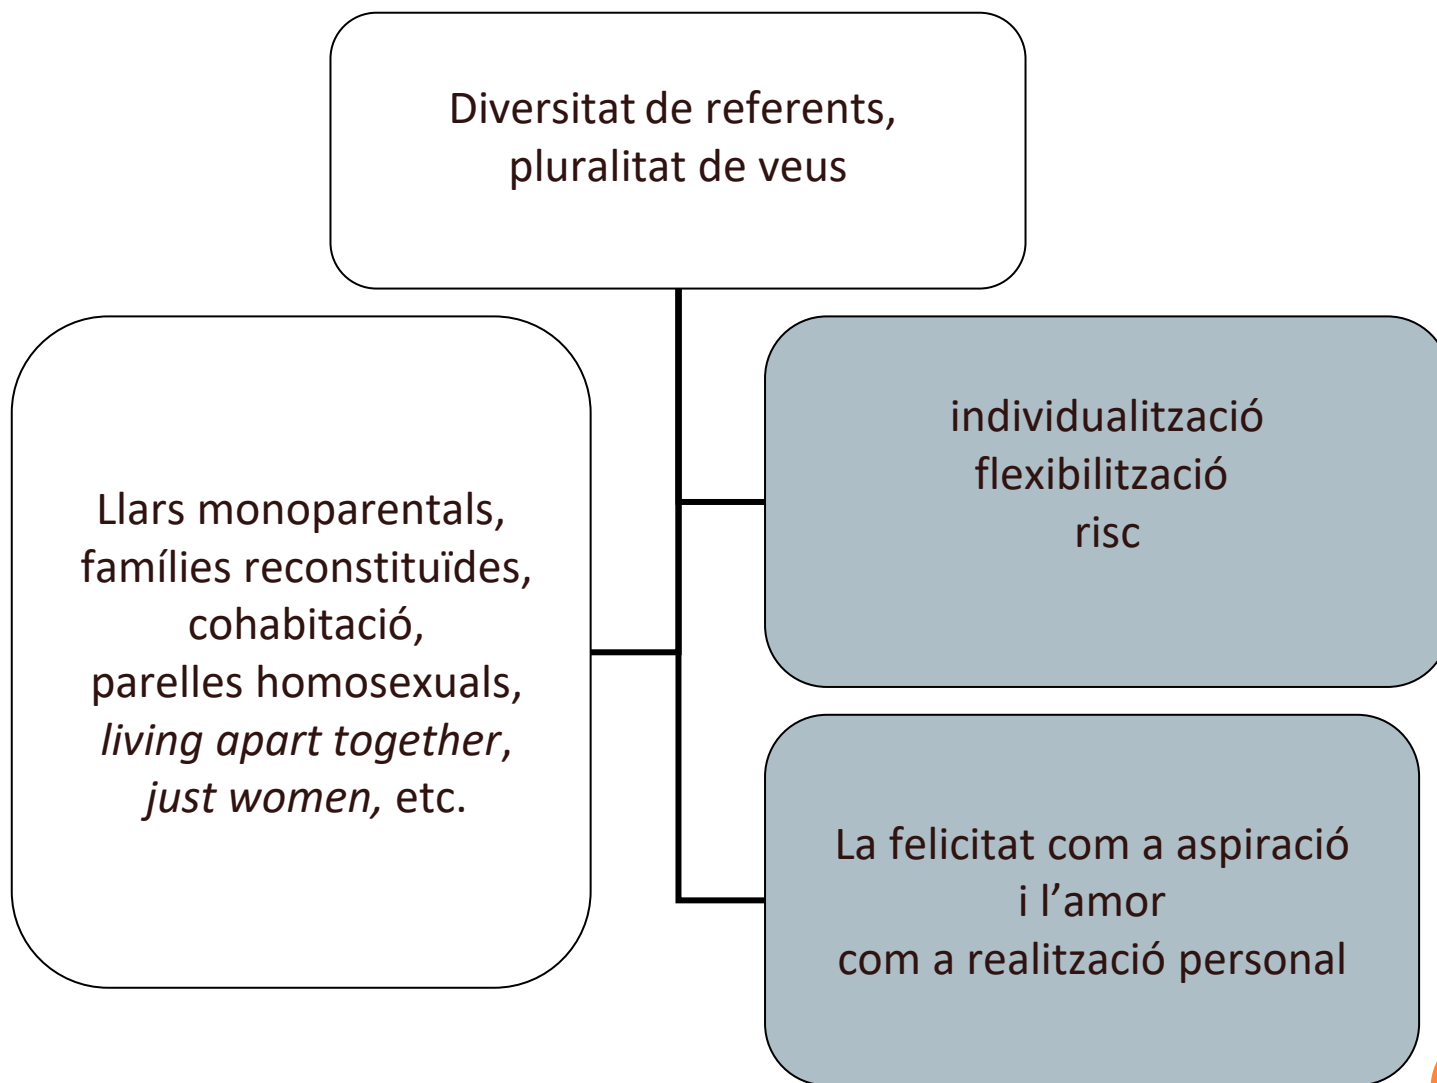 Diversitat de referents,
pluralitat de veus
Llars monoparentals,
famílies reconstituïdes,
cohabitació,
parelles homosexuals,
living apart together,
just women, etc.
individualització
flexibilització
risc
La felicitat com a aspiració
i l’amor
com a realització personal